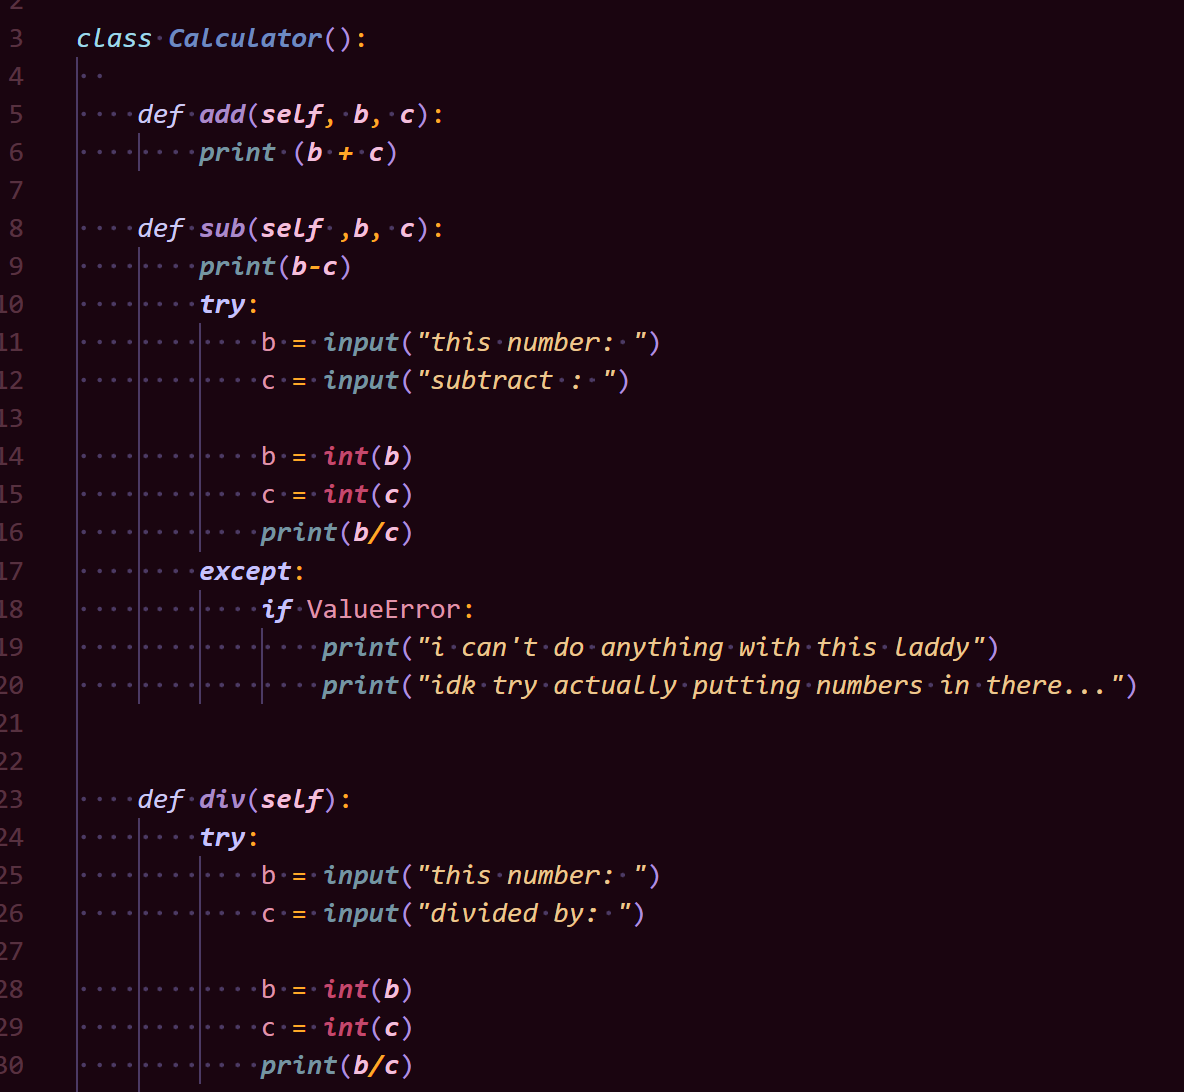 2
3 class Calculator():
4
5     def add(self, b, c):
6         print (b + c)
7
8     def sub(self ,b, c):
9         print(b-c)
10         try:
11             b = input("this number: ")
12             c = input("subtract : ")
13
14             b = int(b)
15             c = int(c)
16             print(b/c)
17         except:
18             if ValueError:
19                 print("i can't do anything with this laddy")
20                 print("idk try actually putting numbers in there...")
21
22
23     def div(self):
24         try:
25             b = input("this number: ")
26             c = input("divided by: ")
27
28             b = int(b)
29             c = int(c)
30             print(b/c)